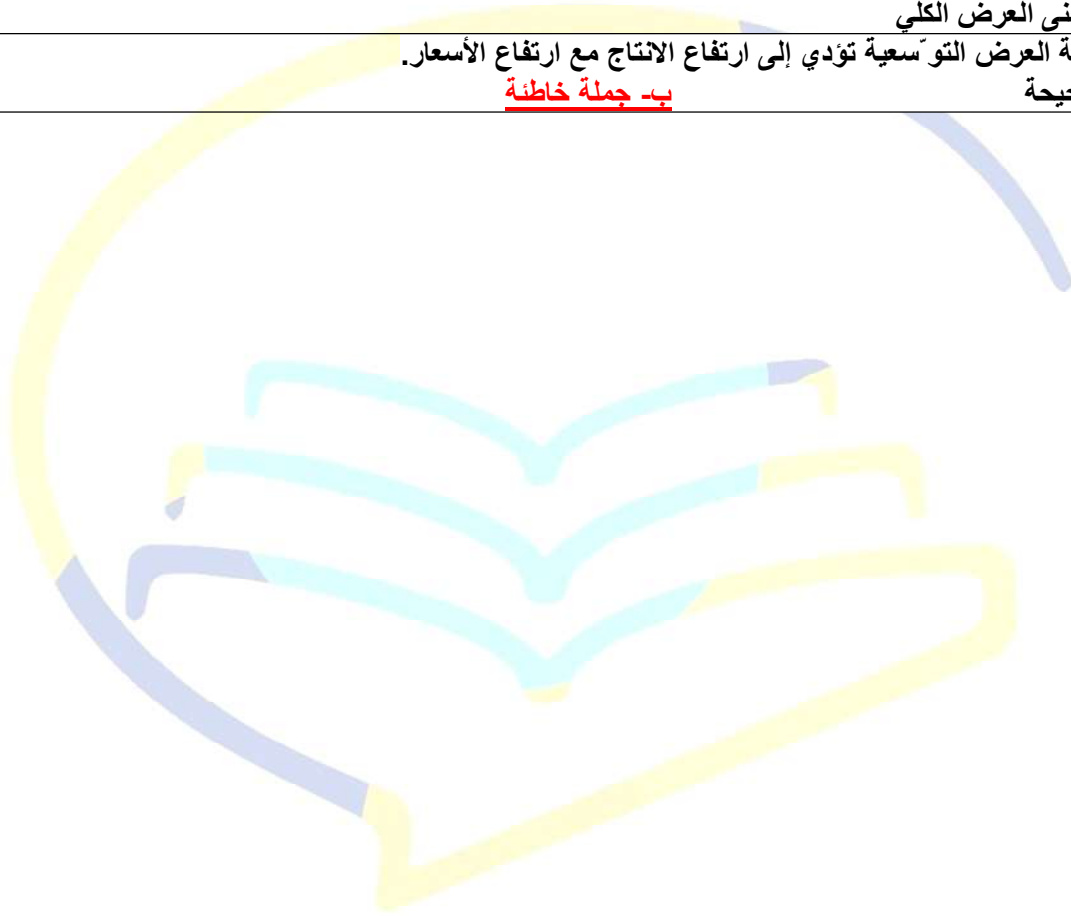 نى العرض الكلي
ة العرض التوّسعية تؤدي إلى ارتفاع الانتاج مع ارتفاع الأسعار.
حيحة ب- جملة خاطئة